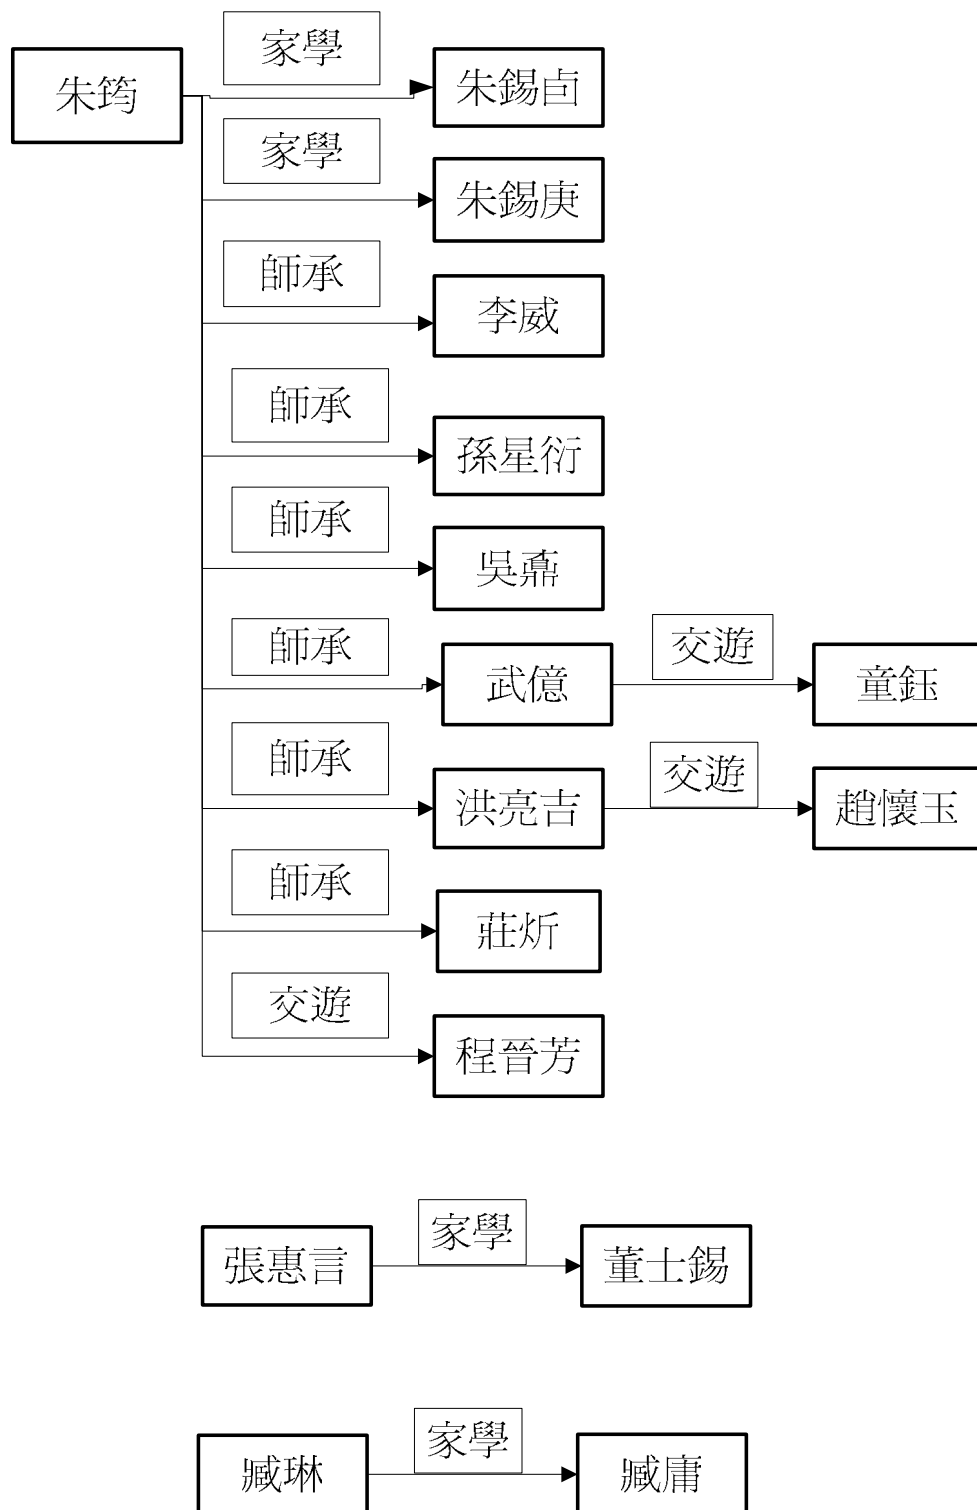 家學
朱筠
朱錫卣
家學
朱錫庚
師承
李威
師承
孫星衍
師承
吳鼒
師承
武億
交遊
童鈺
師承
洪亮吉
交遊
趙懷玉
師承
莊炘
交遊
程晉芳
張惠言
家學
董士錫
臧琳
家學
臧庸